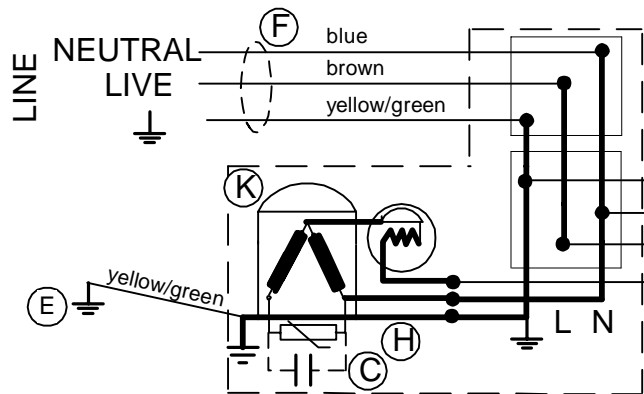 F
NEUTRAL
blue
LINE
LIVE
brown
yellow/green
K
yellow/green
E
L N
H
C